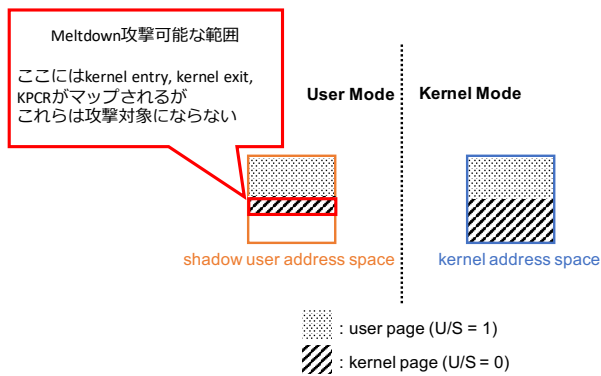 Meltdown攻撃可能な範囲
ここにはkernel entry, kernel exit,
KPCRがマップされるが
これらは攻撃対象にならない
User Mode
Kernel Mode
shadow user address space
kernel address space
: user page (U/S = 1)
: kernel page (U/S = 0)